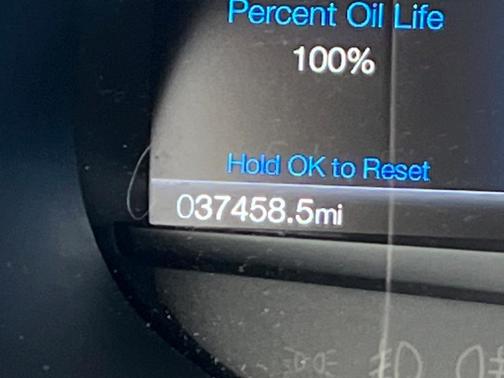 Percent Oil Life
100%
Hold OK to Reset
037458.5mi